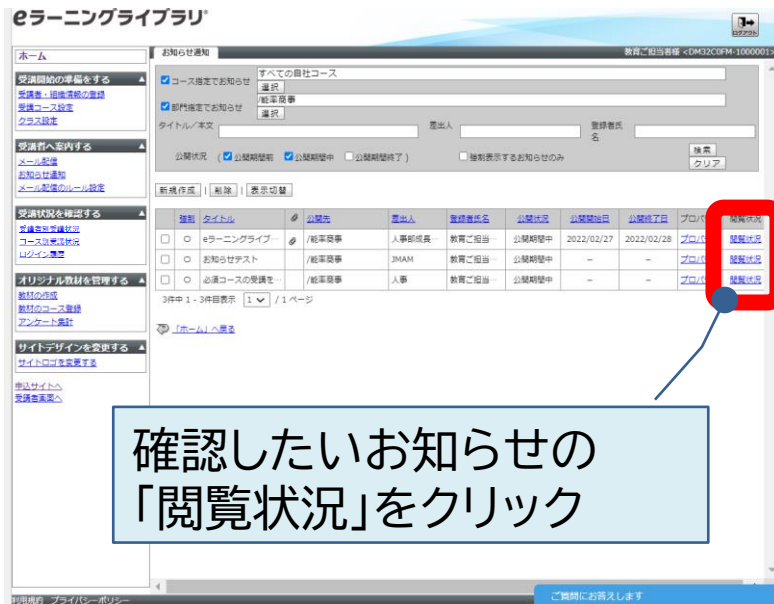 eラーニングライブラリ®
ログアウト
ホーム
お知らせ通知
教育ご担当者様 <DM32C0FM-1000001>
受講開始の準備をする
受講者・組織情報の登録
受講コース設定
クラス設定
受講者へ案内する
メール配信
お知らせ通知
メール配信のルール設定
受講状況を確認する
受講者別受講状況
コース別受講状況
ログイン履歴
オリジナル教材を管理する
教材の作成
教材のコース登録
アンケート集計
サイトデザインを変更する
サイトロゴを変更する
申込サイトへ
受講者画面へ
コース指定でお知らせ すべての自社コース
選択
部門指定でお知らせ /能率商事
選択
タイトル／本文 差出人 登録者氏名
公開状況 ( 公開期間前 公開期間中 公開期間終了 ) 強制表示するお知らせのみ
検索
クリア
新規作成 | 削除 | 表示切替
強制 タイトル 公開先 差出人 登録者氏名 公開状況 公開開始日 公開終了日 プロパ 閲覧状況
○ eラーニングライブ… /能率商事 人事部成長… 教育ご担当… 公開期間中 2022/02/27 2022/02/28 プロパ 閲覧状況
○ お知らせテスト /能率商事 JMAM 教育ご担当… 公開期間中 − − プロパ 閲覧状況
○ 必須コースの受講を… /能率商事 人事 教育ご担当… 公開期間中 − − プロパ 閲覧状況
3件中 1 - 3件目表示 1 / 1 ページ
「ホーム」へ戻る
確認したいお知らせの
「閲覧状況」をクリック
利用規約 プライバシーポリシー
ご質問にお答えします